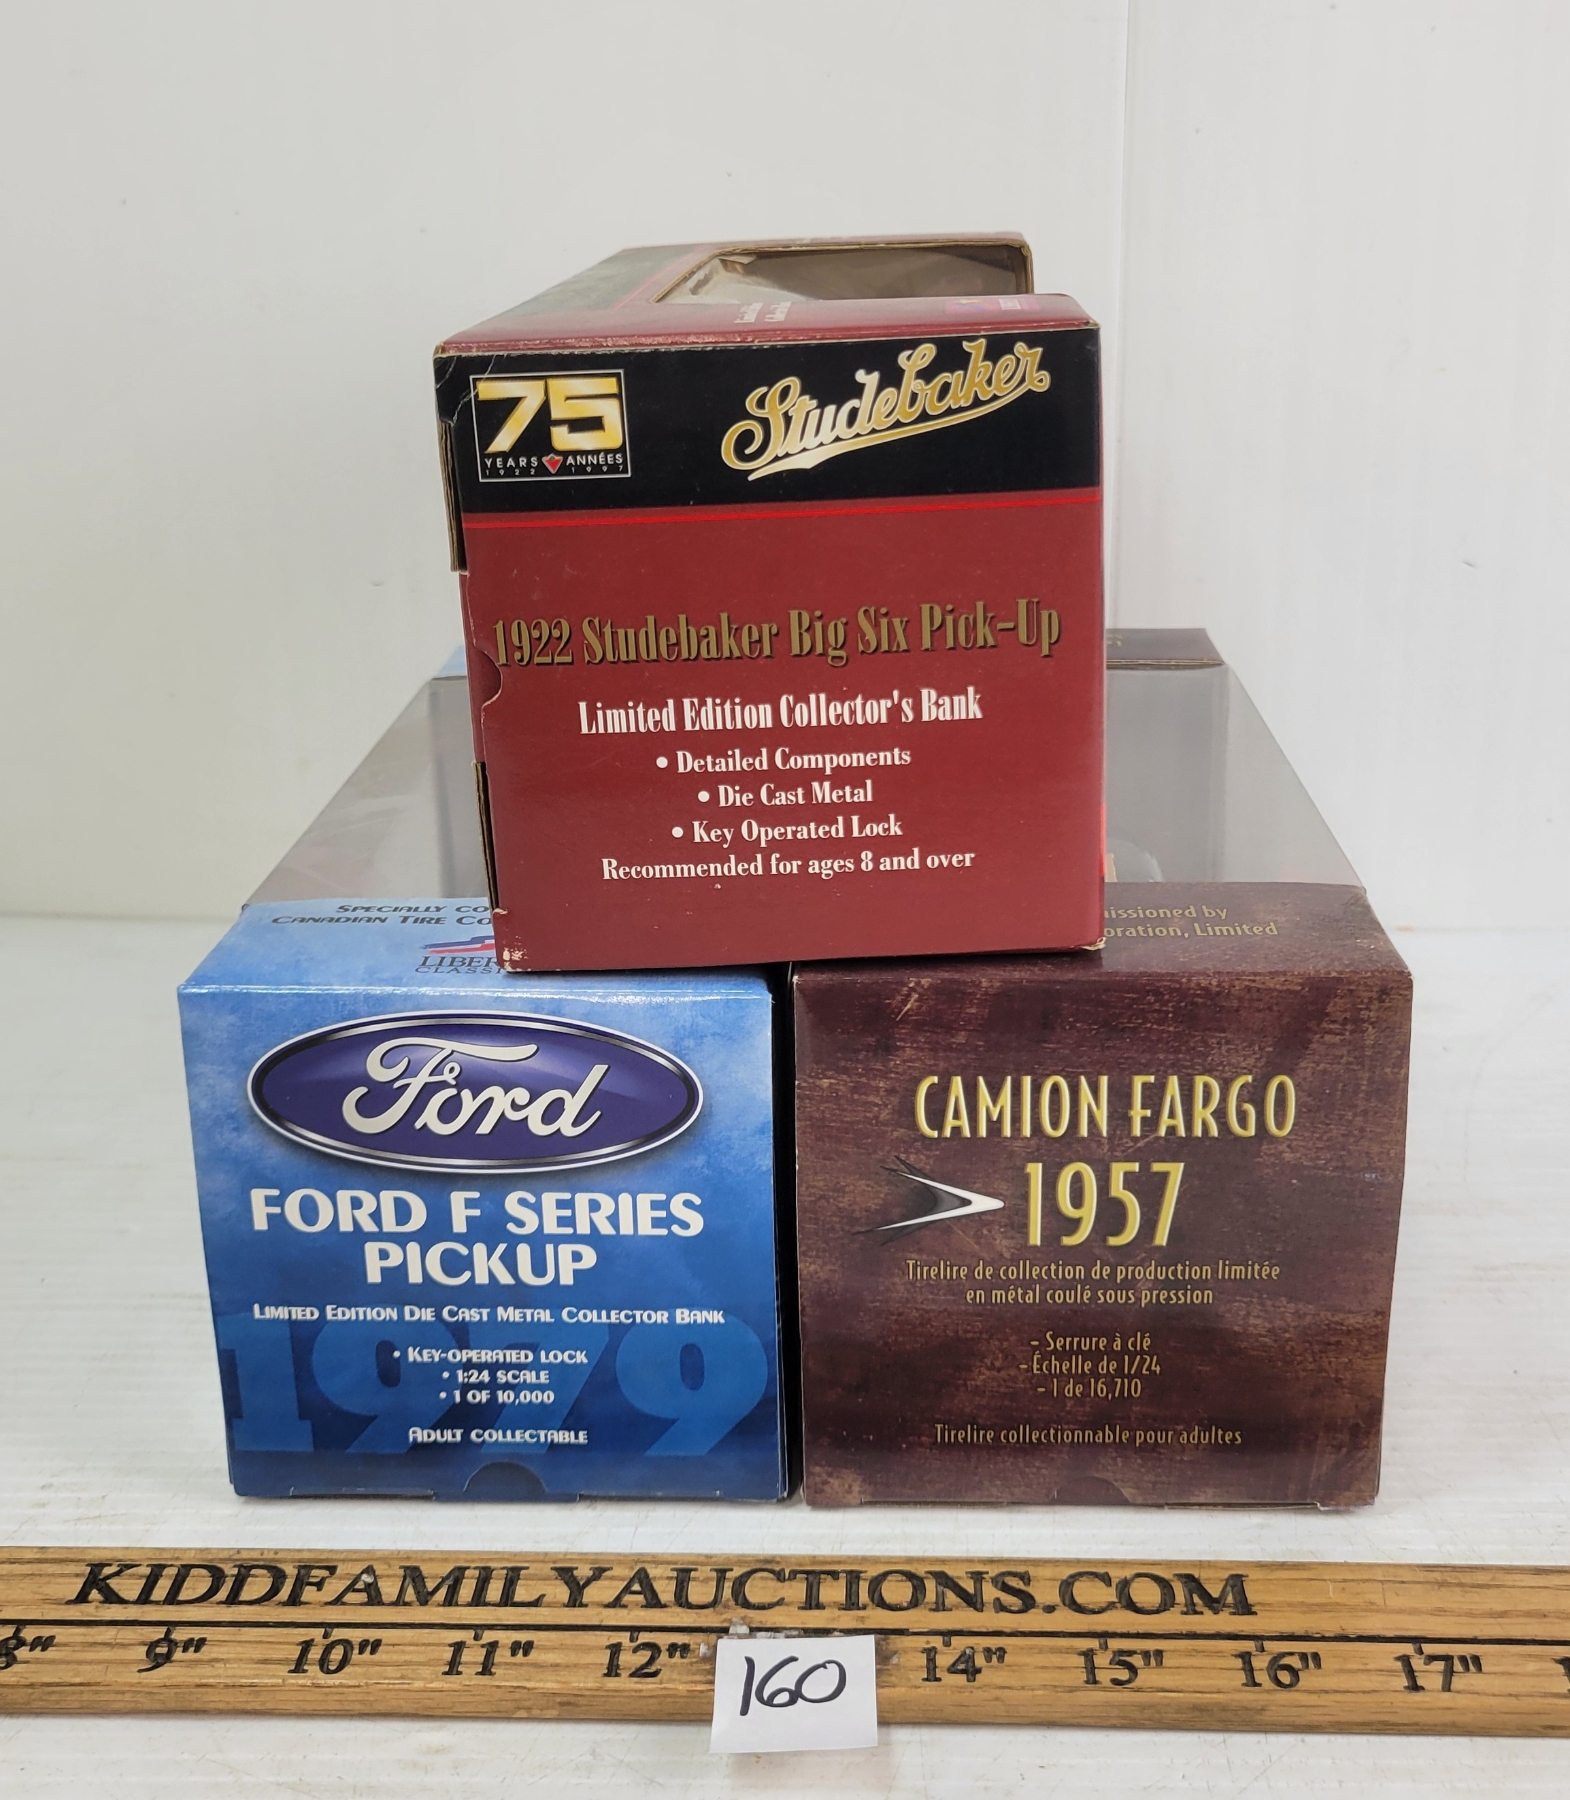 75
YEARS ANNÉES
1922 1997
Studebaker
1922 Studebaker Big Six Pick-Up
Limited Edition Collector's Bank
• Detailed Components
• Die Cast Metal
• Key Operated Lock
Recommended for ages 8 and over
SPECIALLY CO
CANADIAN TIRE CO
LIBER
CLASSI
Ford
FORD F SERIES
PICKUP
LIMITED EDITION DIE CAST METAL COLLECTOR BANK
1979
• KEY-OPERATED LOCK
• 1:24 SCALE
• 1 OF 10,000
ADULT COLLECTABLE
issioned by
oration, Limited
CAMION FARGO
1957
Tirelire de collection de production limitée
en métal coulé sous pression
- Serrure à clé
- Échelle de 1/24
- 1 de 16,710
Tirelire collectionnable pour adultes
KIDDFAMILYAUCTIONS.COM
8" 9" 10" 11" 12" 14" 15" 16" 17"
160